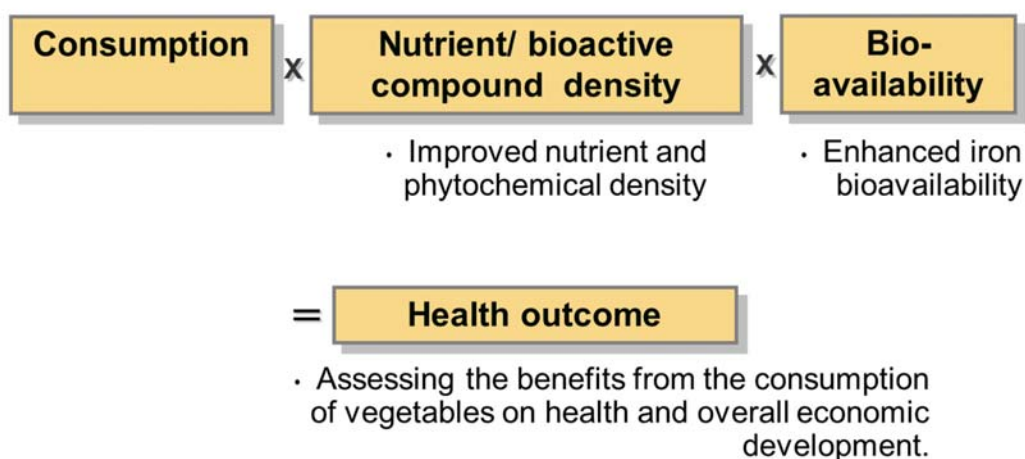 Consumption x Nutrient/ bioactive compound density x Bio-availability
· Improved nutrient and
phytochemical density
· Enhanced iron
bioavailability
= Health outcome
· Assessing the benefits from the consumption
of vegetables on health and overall economic
development.